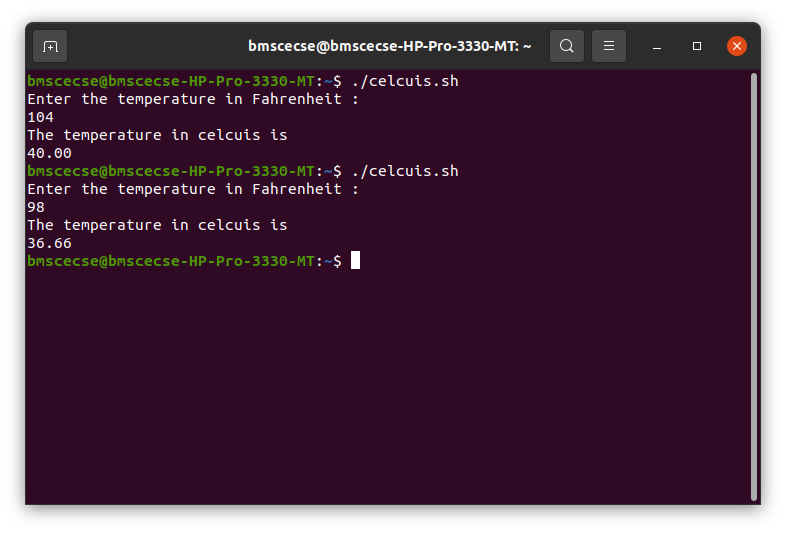 bmscecse@bmscecse-HP-Pro-3330-MT: ~
bmscecse@bmscecse-HP-Pro-3330-MT:~$ ./celcuis.sh
Enter the temperature in Fahrenheit :
104
The temperature in celcuis is
40.00
bmscecse@bmscecse-HP-Pro-3330-MT:~$ ./celcuis.sh
Enter the temperature in Fahrenheit :
98
The temperature in celcuis is
36.66
bmscecse@bmscecse-HP-Pro-3330-MT:~$